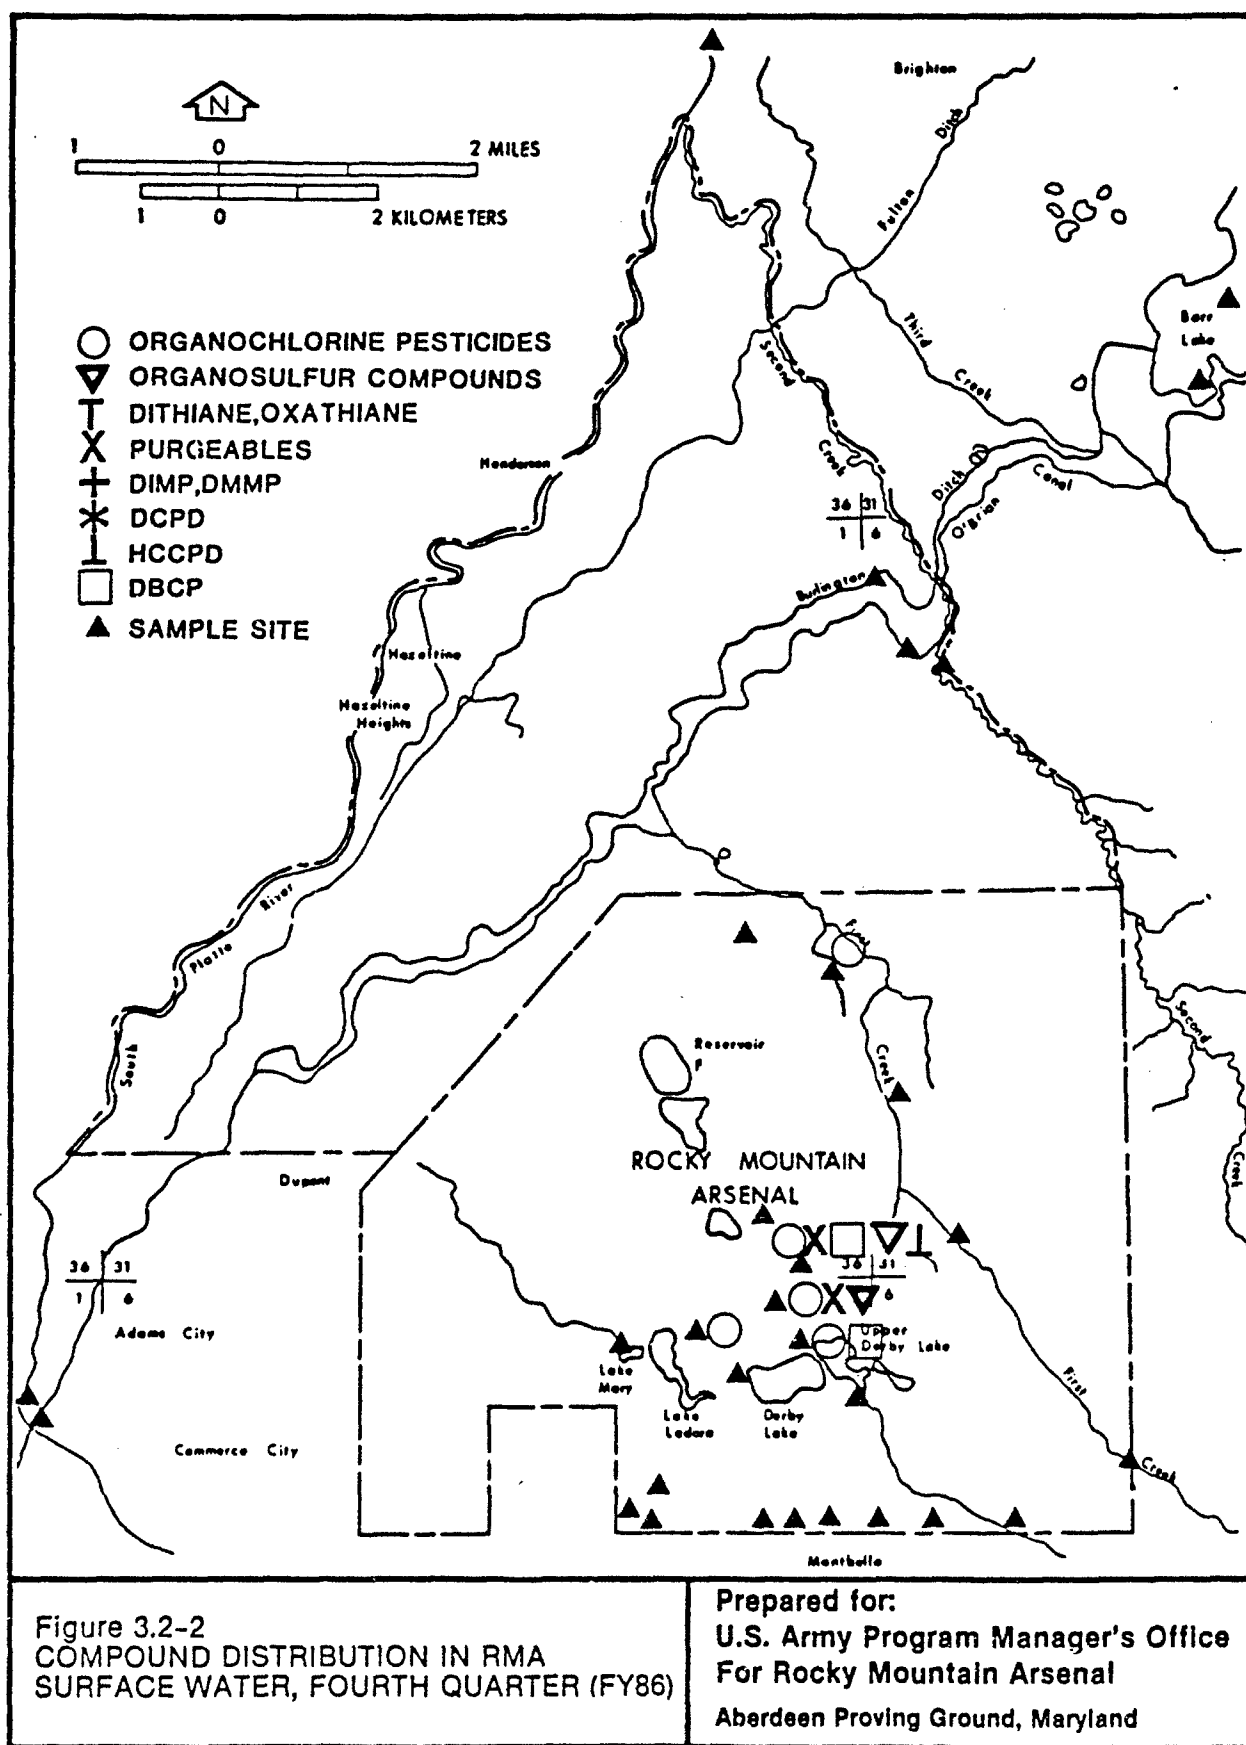 Brighton
N
1 0 2 MILES
1 0 2 KILOMETERS
Fulton Ditch
Barr
Lake
ORGANOCHLORINE PESTICIDES
ORGANOSULFUR COMPOUNDS
DITHIANE,OXATHIANE
PURGEABLES
DIMP,DMMP
DCPD
HCCPD
DBCP
SAMPLE SITE
Third Creek
Second Creek
Henderson
Ditch
O'Brian Canal
36 31
1 6
Burlington
Hazeltine
Hazeltine
Heights
South Platte River
First Creek
Second Creek
Reservoir
F
ROCKY MOUNTAIN
ARSENAL
Dupont
36 31
1 6
36 31
6
Adams City
Upper
Derby Lake
Lake
Mary
Lake
Ladora
Derby
Lake
First Creek
Commerce City
Montbello
Figure 3.2-2
COMPOUND DISTRIBUTION IN RMA
SURFACE WATER, FOURTH QUARTER (FY86)
Prepared for:
U.S. Army Program Manager's Office
For Rocky Mountain Arsenal
Aberdeen Proving Ground, Maryland